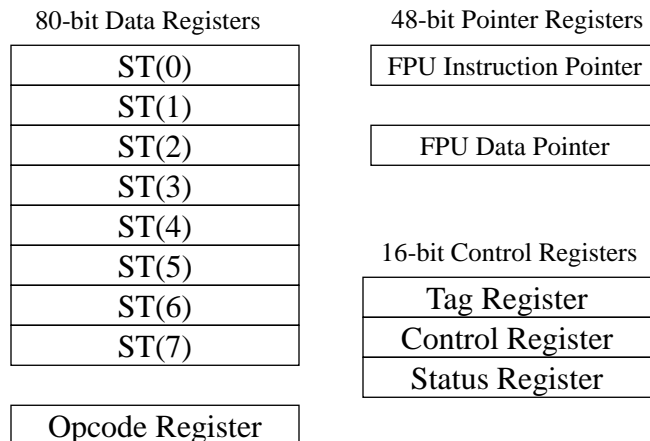 80-bit Data Registers
ST(0)
ST(1)
ST(2)
ST(3)
ST(4)
ST(5)
ST(6)
ST(7)
Opcode Register
48-bit Pointer Registers
FPU Instruction Pointer
FPU Data Pointer
16-bit Control Registers
Tag Register
Control Register
Status Register